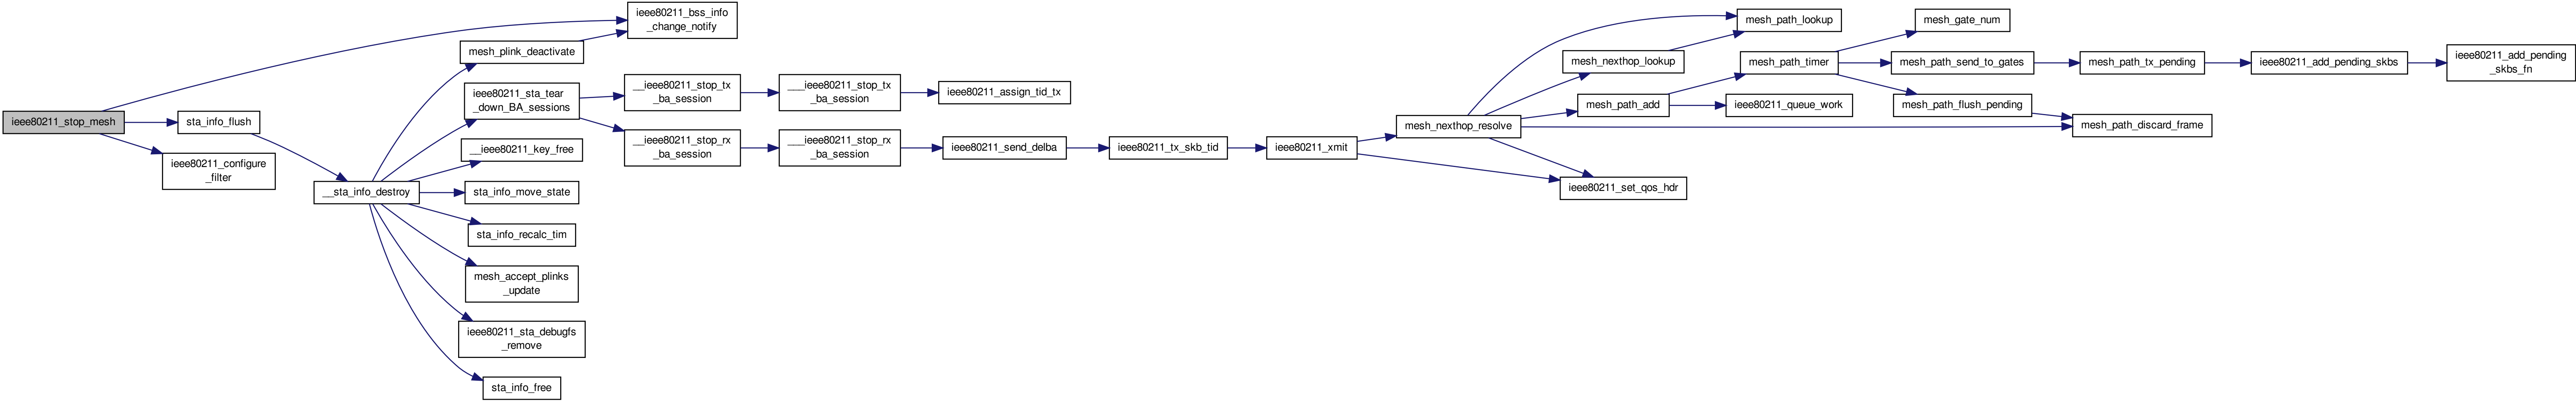 ieee80211_stop_mesh
sta_info_flush
ieee80211_configure
_filter
__sta_info_destroy
ieee80211_bss_info
_change_notify
mesh_plink_deactivate
ieee80211_sta_tear
_down_BA_sessions
__ieee80211_key_free
sta_info_move_state
sta_info_recalc_tim
mesh_accept_plinks
_update
ieee80211_sta_debugfs
_remove
sta_info_free
__ieee80211_stop_tx
_ba_session
___ieee80211_stop_tx
_ba_session
ieee80211_assign_tid_tx
__ieee80211_stop_rx
_ba_session
___ieee80211_stop_rx
_ba_session
ieee80211_send_delba
ieee80211_tx_skb_tid
ieee80211_xmit
mesh_nexthop_resolve
mesh_path_lookup
mesh_nexthop_lookup
mesh_path_add
ieee80211_set_qos_hdr
mesh_path_timer
ieee80211_queue_work
mesh_gate_num
mesh_path_send_to_gates
mesh_path_flush_pending
mesh_path_tx_pending
mesh_path_discard_frame
ieee80211_add_pending_skbs
ieee80211_add_pending
_skbs_fn